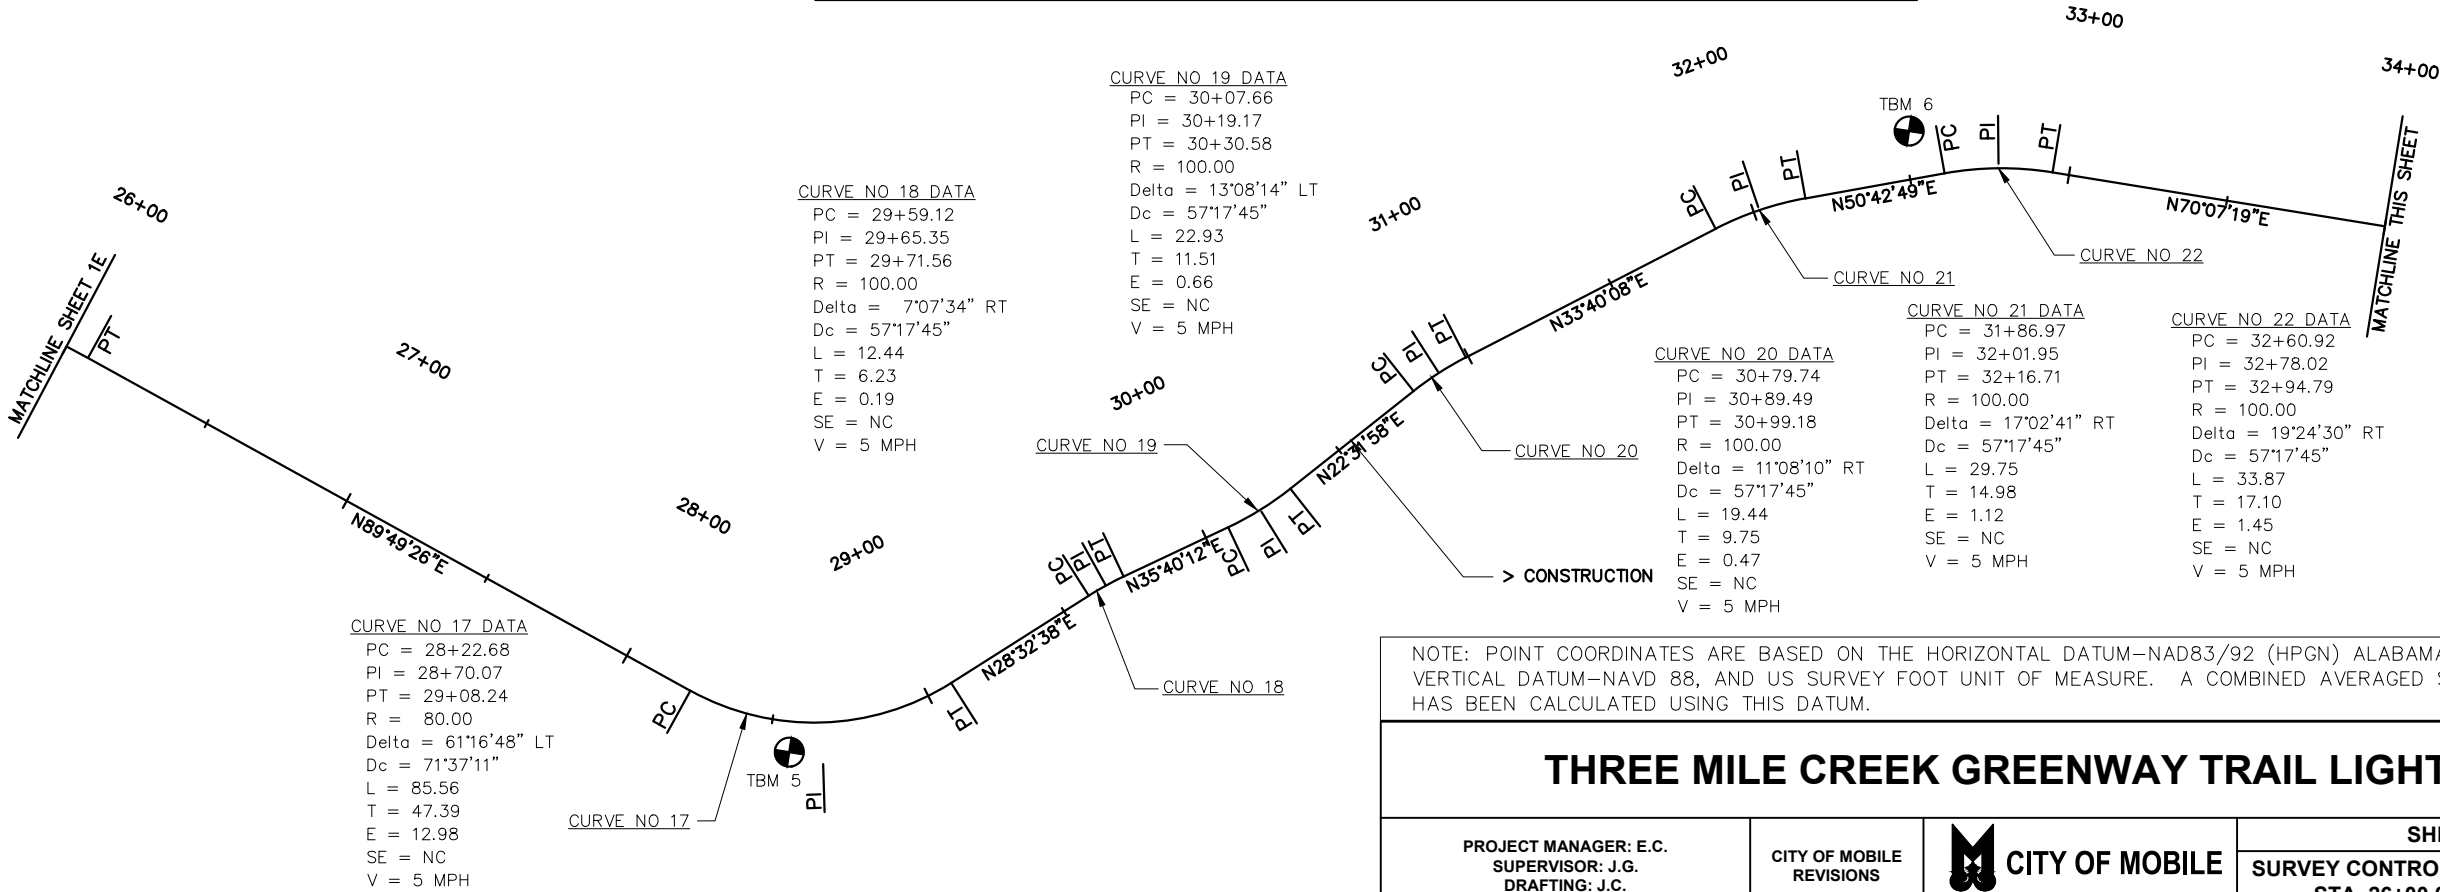 33+00
32+00
34+00
26+00
31+00
27+00
30+00
28+00
29+00
MATCHLINE SHEET 1E
PT
N89°49'26"E
PC
PI
TBM 5
PT
N28°32'38"E
PC
PI
PT
N35°40'12"E
PC
PI
PT
N22°31'58"E
PC
PI
PT
N33°40'08"E
PC
PI
PT
N50°42'49"E
TBM 6
PC
PI
PT
N70°07'19"E
MATCHLINE THIS SHEET
CURVE NO 17
CURVE NO 18
CURVE NO 19
CURVE NO 20
CURVE NO 21
CURVE NO 22
> CONSTRUCTION
CURVE NO 17 DATA
PC = 28+22.68
PI = 28+70.07
PT = 29+08.24
R = 80.00
Delta = 61°16'48" LT
Dc = 71°37'11"
L = 85.56
T = 47.39
E = 12.98
SE = NC
V = 5 MPH
CURVE NO 18 DATA
PC = 29+59.12
PI = 29+65.35
PT = 29+71.56
R = 100.00
Delta = 7°07'34" RT
Dc = 57°17'45"
L = 12.44
T = 6.23
E = 0.19
SE = NC
V = 5 MPH
CURVE NO 19 DATA
PC = 30+07.66
PI = 30+19.17
PT = 30+30.58
R = 100.00
Delta = 13°08'14" LT
Dc = 57°17'45"
L = 22.93
T = 11.51
E = 0.66
SE = NC
V = 5 MPH
CURVE NO 20 DATA
PC = 30+79.74
PI = 30+89.49
PT = 30+99.18
R = 100.00
Delta = 11°08'10" RT
Dc = 57°17'45"
L = 19.44
T = 9.75
E = 0.47
SE = NC
V = 5 MPH
CURVE NO 21 DATA
PC = 31+86.97
PI = 32+01.95
PT = 32+16.71
R = 100.00
Delta = 17°02'41" RT
Dc = 57°17'45"
L = 29.75
T = 14.98
E = 1.12
SE = NC
V = 5 MPH
CURVE NO 22 DATA
PC = 32+60.92
PI = 32+78.02
PT = 32+94.79
R = 100.00
Delta = 19°24'30" RT
Dc = 57°17'45"
L = 33.87
T = 17.10
E = 1.45
SE = NC
V = 5 MPH
NOTE: POINT COORDINATES ARE BASED ON THE HORIZONTAL DATUM-NAD83/92 (HPGN) ALABAMA
VERTICAL DATUM-NAVD 88, AND US SURVEY FOOT UNIT OF MEASURE. A COMBINED AVERAGED
HAS BEEN CALCULATED USING THIS DATUM.
THREE MILE CREEK GREENWAY TRAIL LIGHT
PROJECT MANAGER: E.C.
SUPERVISOR: J.G.
DRAFTING: J.C.
CITY OF MOBILE
REVISIONS
CITY OF MOBILE
SURVEY CONTRO